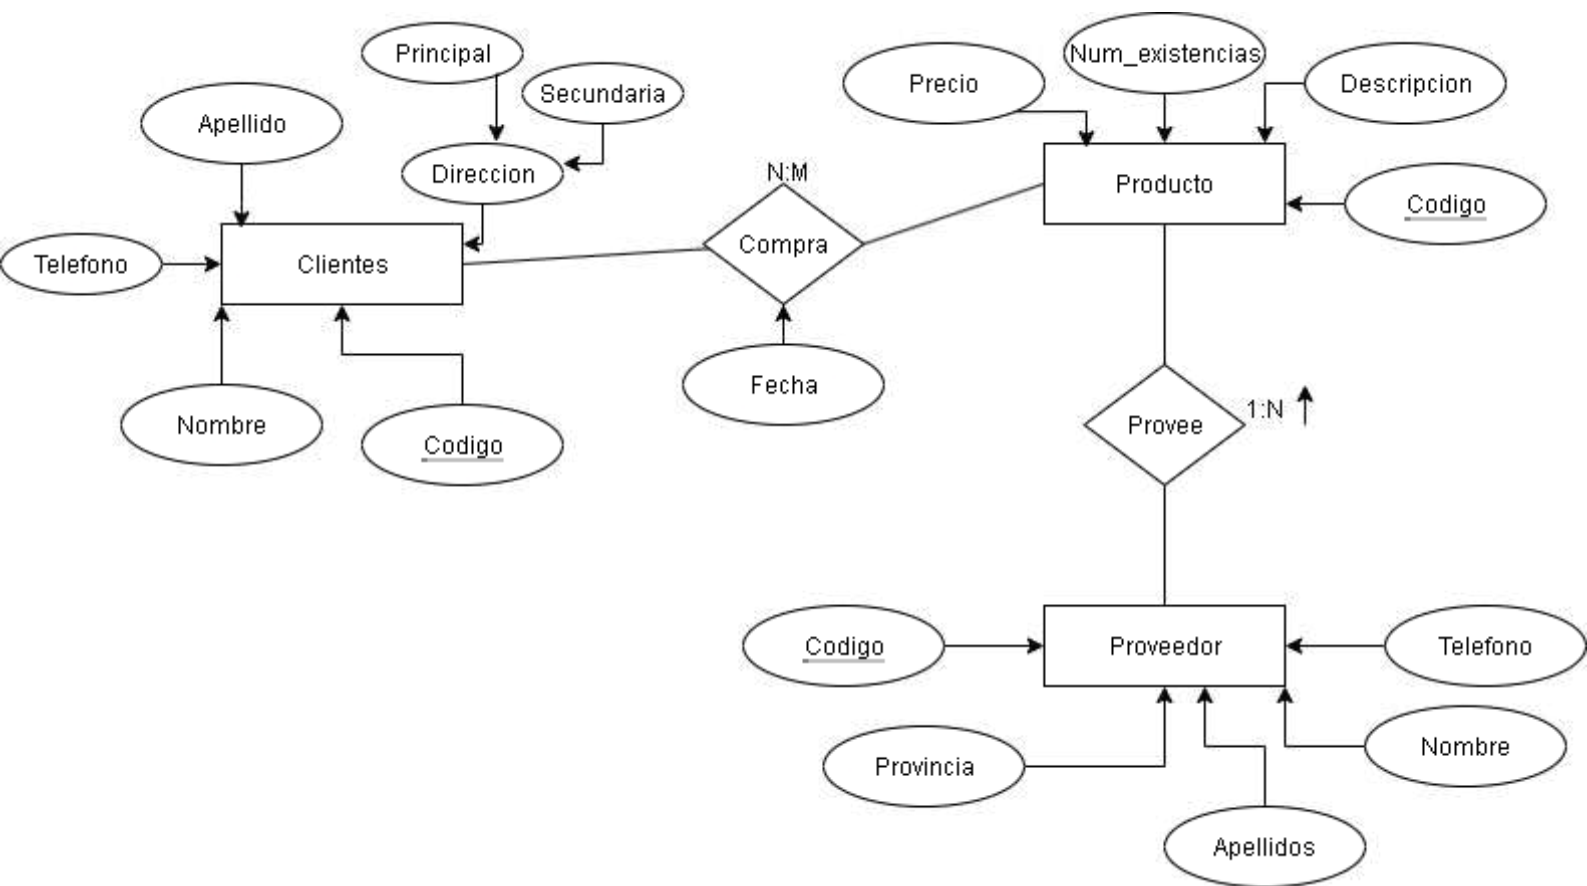 Principal
Secundaria
Apellido
Direccion
Telefono
Clientes
Nombre
Codigo
N:M
Compra
Fecha
Precio
Num_existencias
Descripcion
Producto
Codigo
Provee
1:N
Codigo
Proveedor
Telefono
Provincia
Nombre
Apellidos